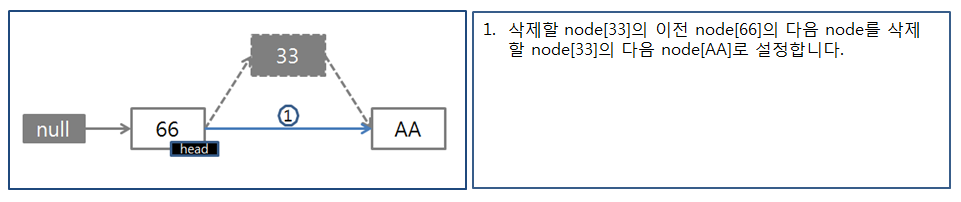 33
1
null
66
AA
head
1. 삭제할 node[33]의 이전 node[66]의 다음 node를 삭제
할 node[33]의 다음 node[AA]로 설정합니다.